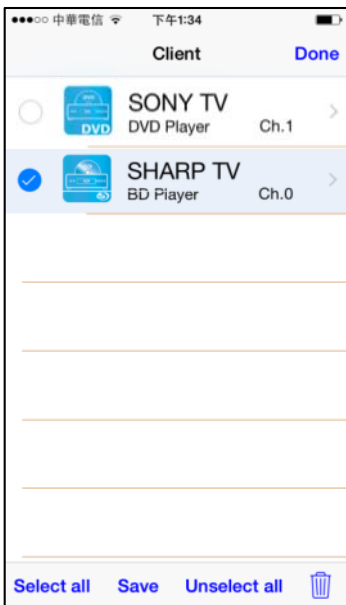 中華電信 下午1:34
Client Done
SONY TV
DVD DVD Player Ch.1
SHARP TV
BD Player Ch.0
Select all Save Unselect all